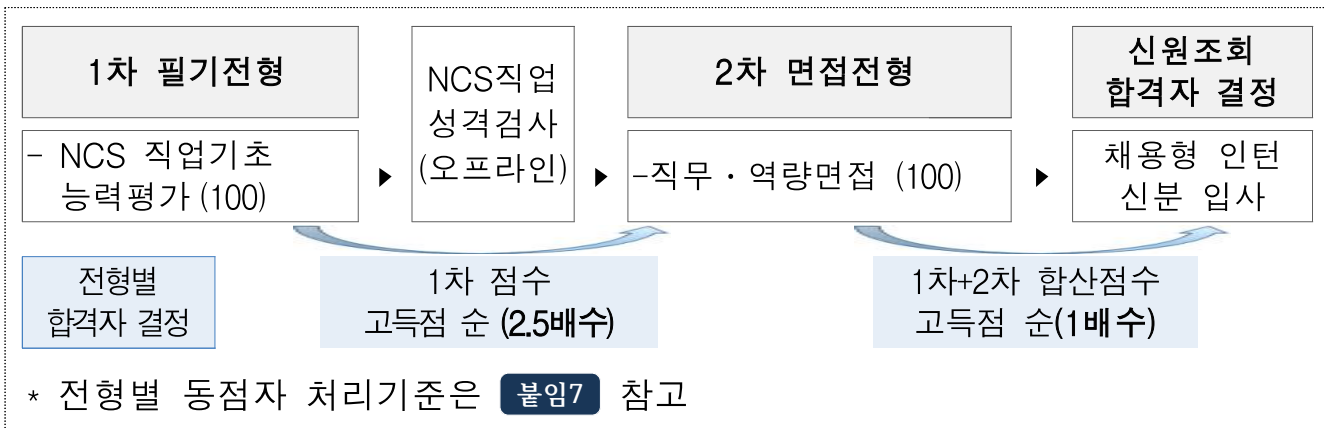 1차 필기전형
- NCS 직업기초
능력평가(100)
▶
NCS직업
성격검사
(오프라인)
▶
2차 면접전형
-직무·역량면접 (100)
▶
신원조회
합격자 결정
채용형 인턴
신분 입사
전형별
합격자 결정
1차 점수
고득점 순 (2.5배수)
1차+2차 합산점수
고득점 순(1배수)
* 전형별 동점자 처리기준은 붙임7 참고